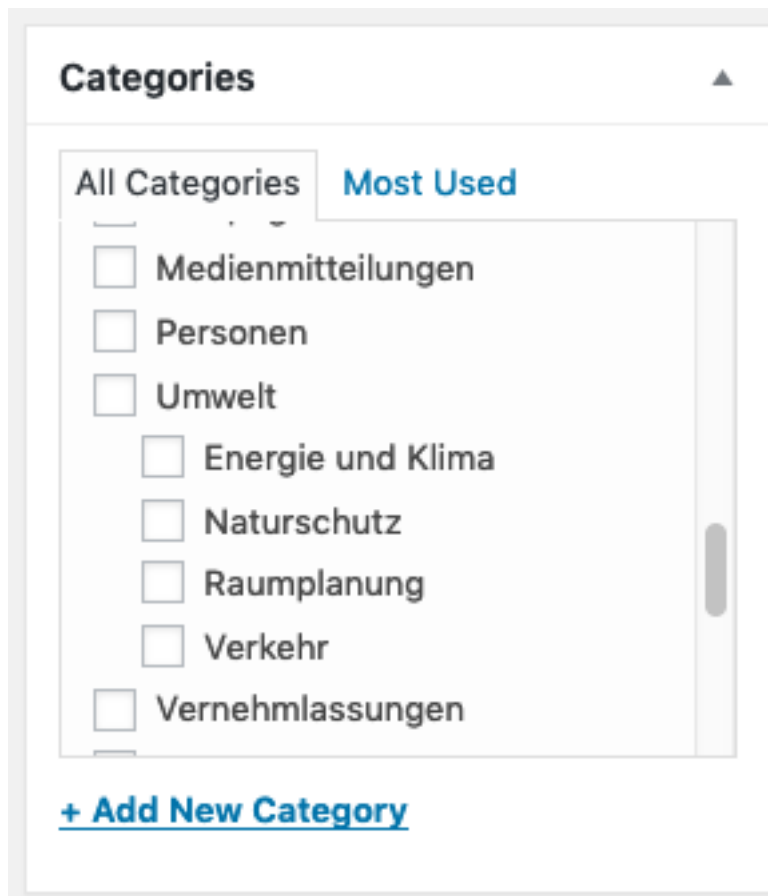 Categories
All Categories Most Used
Medienmitteilungen
Personen
Umwelt
Energie und Klima
Naturschutz
Raumplanung
Verkehr
Vernehmlassungen
+ Add New Category